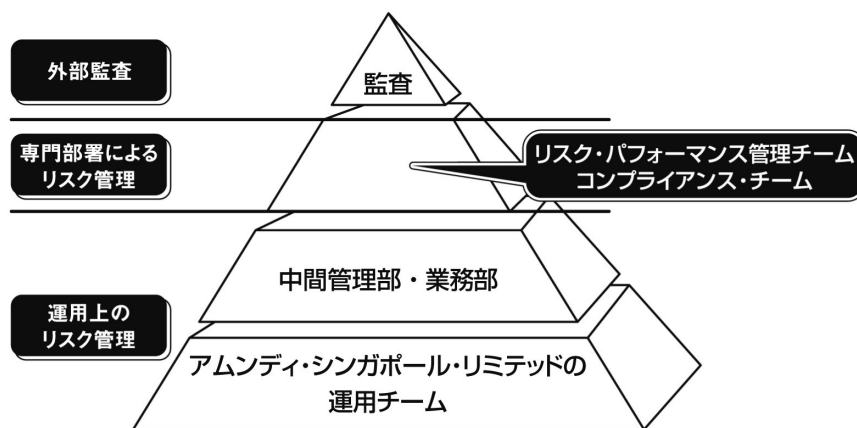 外部監査
監査
専門部署による
リスク管理
リスク・パフォーマンス管理チーム
コンプライアンス・チーム
中間管理部・業務部
運用上の
リスク管理
アムンディ・シンガポール・リミテッドの
運用チーム